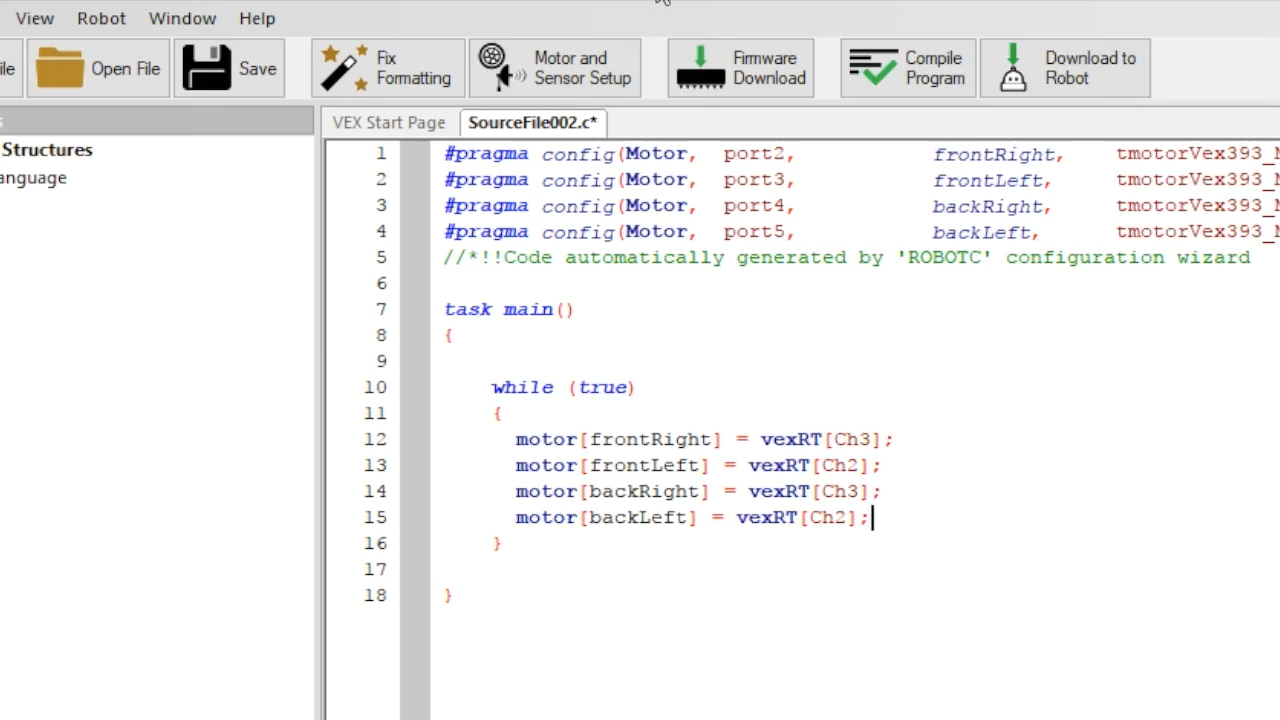 View Robot Window Help
le Open File Save Fix Formatting Motor and Sensor Setup Firmware Download Compile Program Download to Robot
s VEX Start Page SourceFile002.c*
Structures
anguage
1 #pragma config(Motor, port2, frontRight, tmotorVex393_M
2 #pragma config(Motor, port3, frontLeft, tmotorVex393_M
3 #pragma config(Motor, port4, backRight, tmotorVex393_M
4 #pragma config(Motor, port5, backLeft, tmotorVex393_M
5 //*!!Code automatically generated by 'ROBOTC' configuration wizard
6
7 task main()
8 {
9
10 while (true)
11 {
12 motor[frontRight] = vexRT[Ch3];
13 motor[frontLeft] = vexRT[Ch2];
14 motor[backRight] = vexRT[Ch3];
15 motor[backLeft] = vexRT[Ch2];
16 }
17
18 }